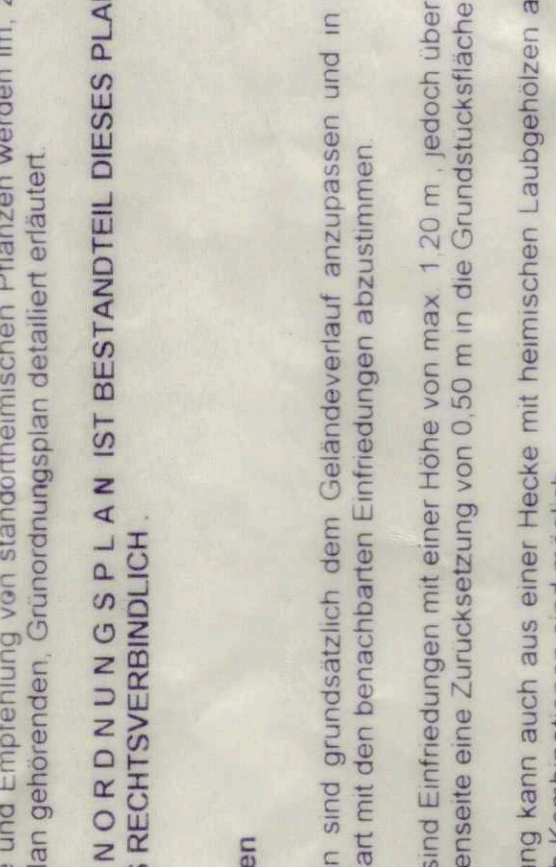 und Empfehlung von standortheimischen Pflanzen werden im,
lan gehörenden, Grünordnungsplan detailiert erläutert.
N O R D N U N G S P L A N IST BESTANDTEIL DIESES PLA
S RECHTSVERBINDLICH .
en
n sind grundsätzlich dem Geländeverlauf anzupassen und in
art mit den benachbarten Einfriedungen abzustimmen.
ind Einfriedungen mit einer Höhe von max. 1,20 m , jedoch über
enseite eine Zurücksetzung von 0,50 m in die Grundstücksfläche
ng kann auch aus einer Hecke mit heimischen Laubgehölzen a